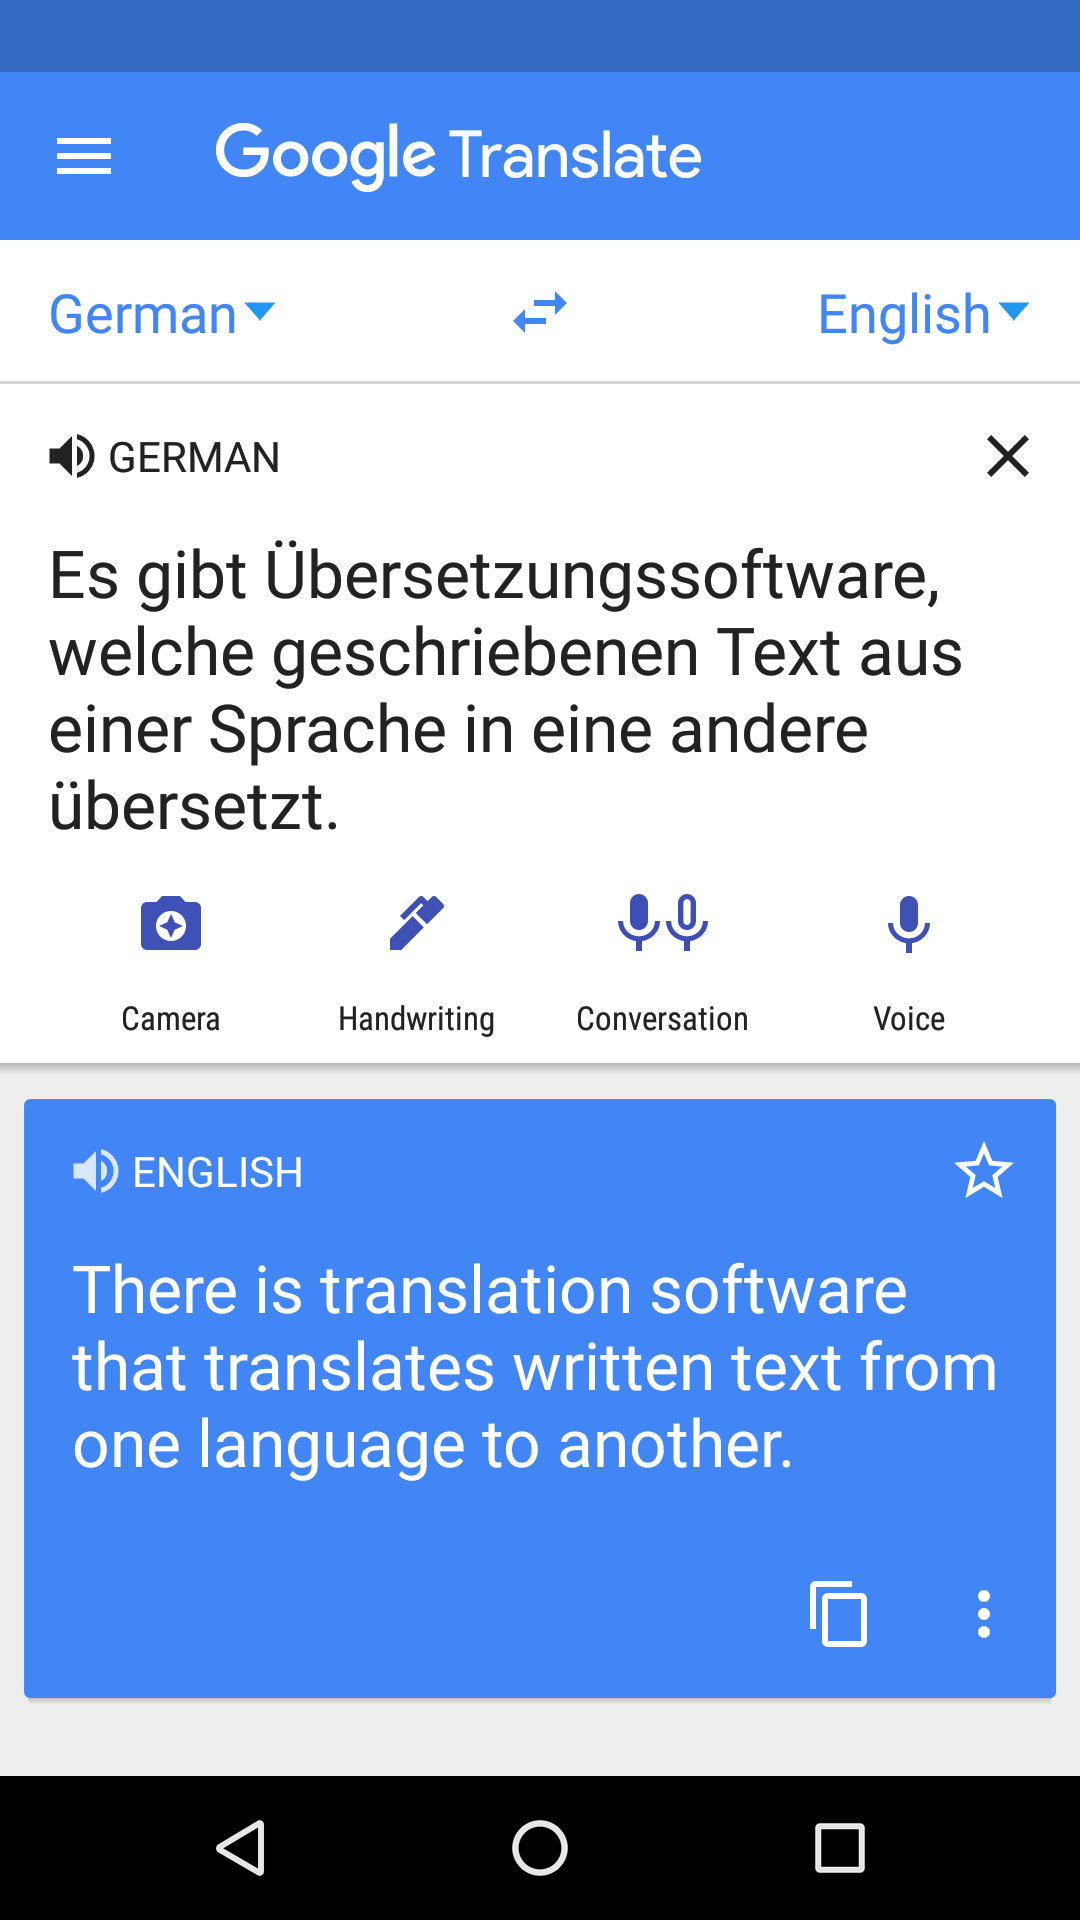 Google Translate
German English
GERMAN
Es gibt Übersetzungssoftware,
welche geschriebenen Text aus
einer Sprache in eine andere
übersetzt.
Camera Handwriting Conversation Voice
ENGLISH
There is translation software
that translates written text from
one language to another.